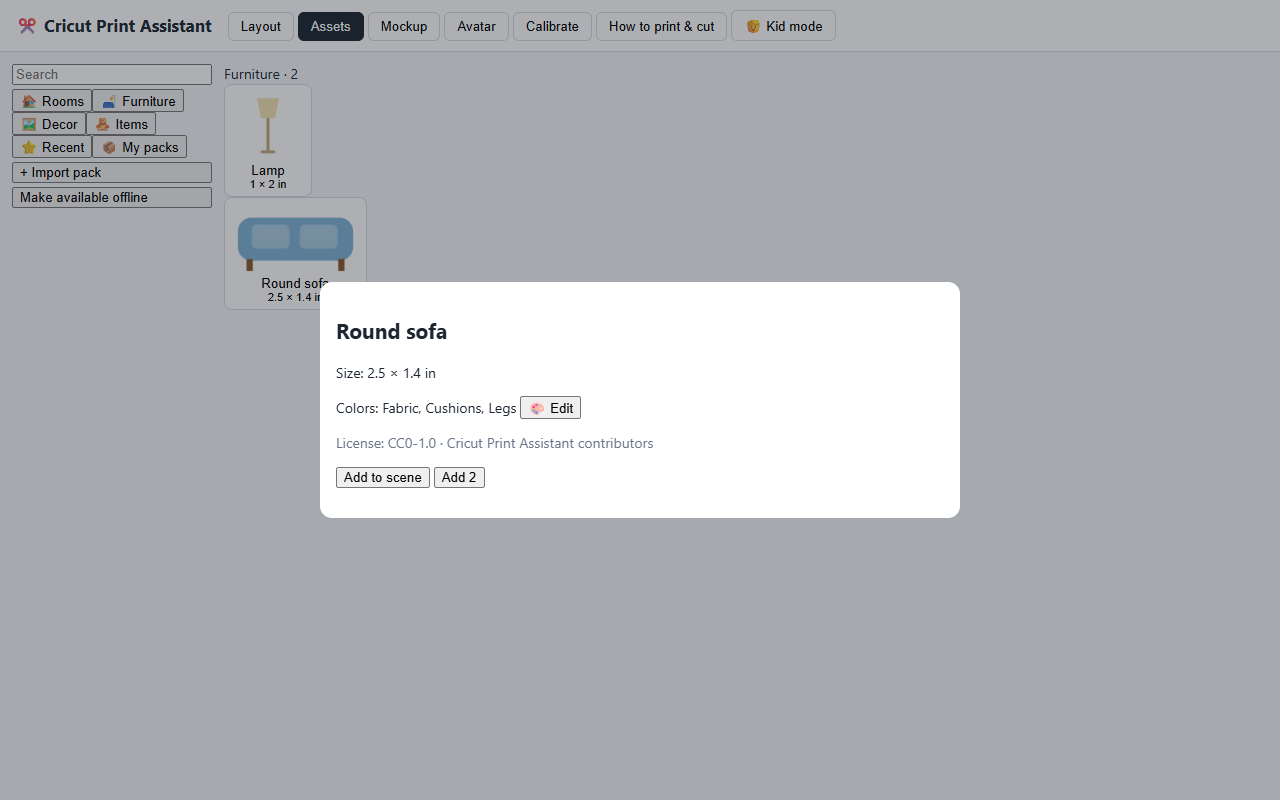 Cricut Print Assistant
Layout
Assets
Mockup
Avatar
Calibrate
How to print & cut
Kid mode
Search
Rooms
Furniture
Decor
Items
Recent
My packs
+ Import pack
Make available offline
Furniture · 2
Lamp
1 × 2 in
Round sofa
2.5 × 1.4 in
Round sofa
Size: 2.5 × 1.4 in
Colors: Fabric, Cushions, Legs Edit
License: CC0-1.0 · Cricut Print Assistant contributors
Add to scene
Add 2